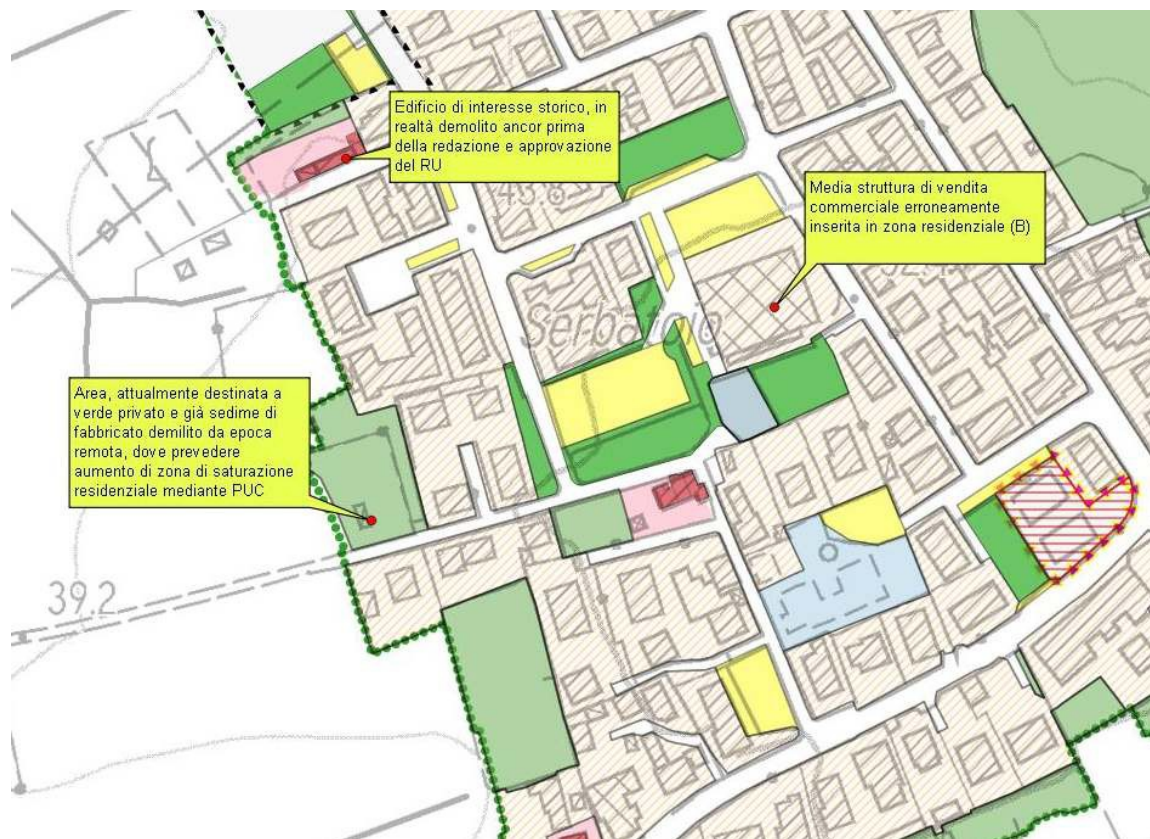 Edificio di interesse storico, in
realtà demolito ancor prima
della redazione e approvazione
del RU
Media struttura di vendita
commerciale erroneamente
inserita in zona residenziale (B)
Serbatoio
Area, attualmente destinata a
verde privato e già sedime di
fabbricato demilito da epoca
remota, dove prevedere
aumento di zona di saturazione
residenziale mediante PUC
39.2